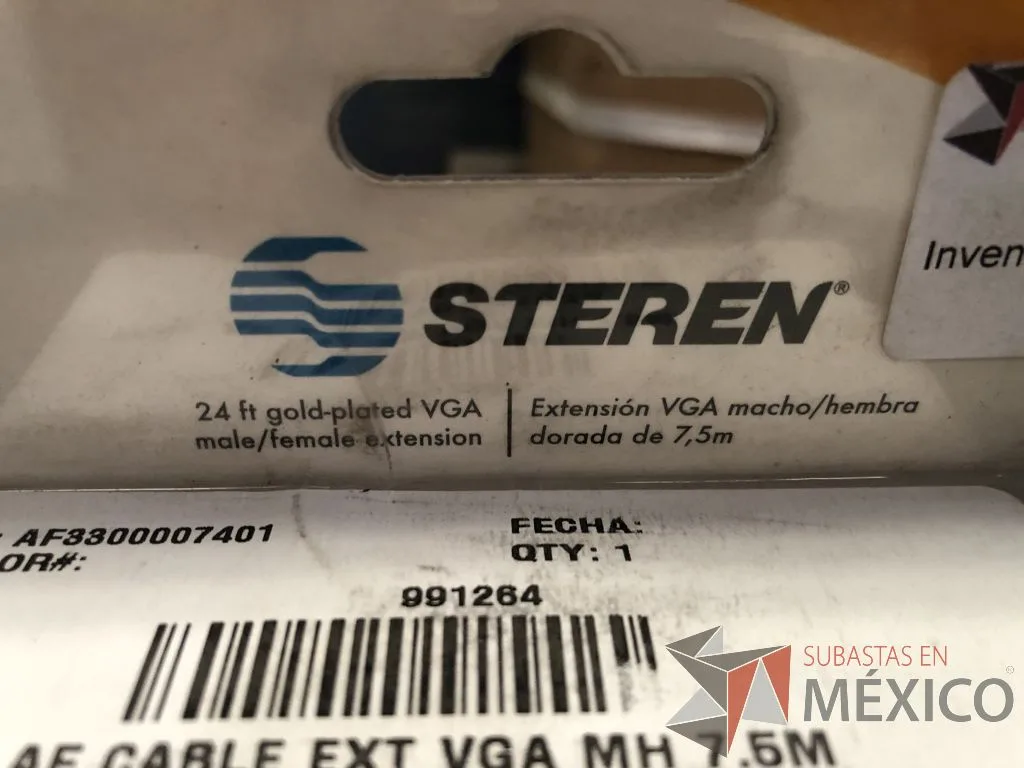 Inven
STEREN®
24 ft gold-plated VGA
male/female extension
Extensión VGA macho/hembra
dorada de 7,5m
AF3300007401
OR#:
FECHA:
QTY: 1
991264
AF CABLE EXT VGA MH 7.5M
SUBASTAS EN
MÉXICO®